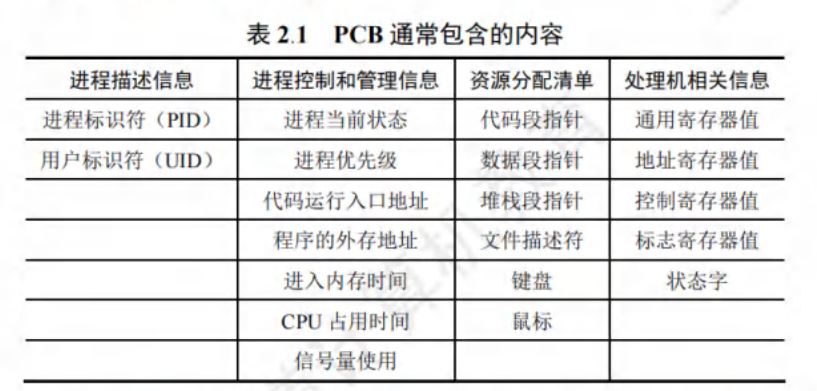 表 2.1 PCB 通常包含的内容
进程描述信息 进程控制和管理信息 资源分配清单 处理机相关信息
进程标识符（PID） 进程当前状态 代码段指针 通用寄存器值
用户标识符（UID） 进程优先级 数据段指针 地址寄存器值
代码运行入口地址 堆栈段指针 控制寄存器值
程序的外存地址 文件描述符 标志寄存器值
进入内存时间 键盘 状态字
CPU 占用时间 鼠标
信号量使用